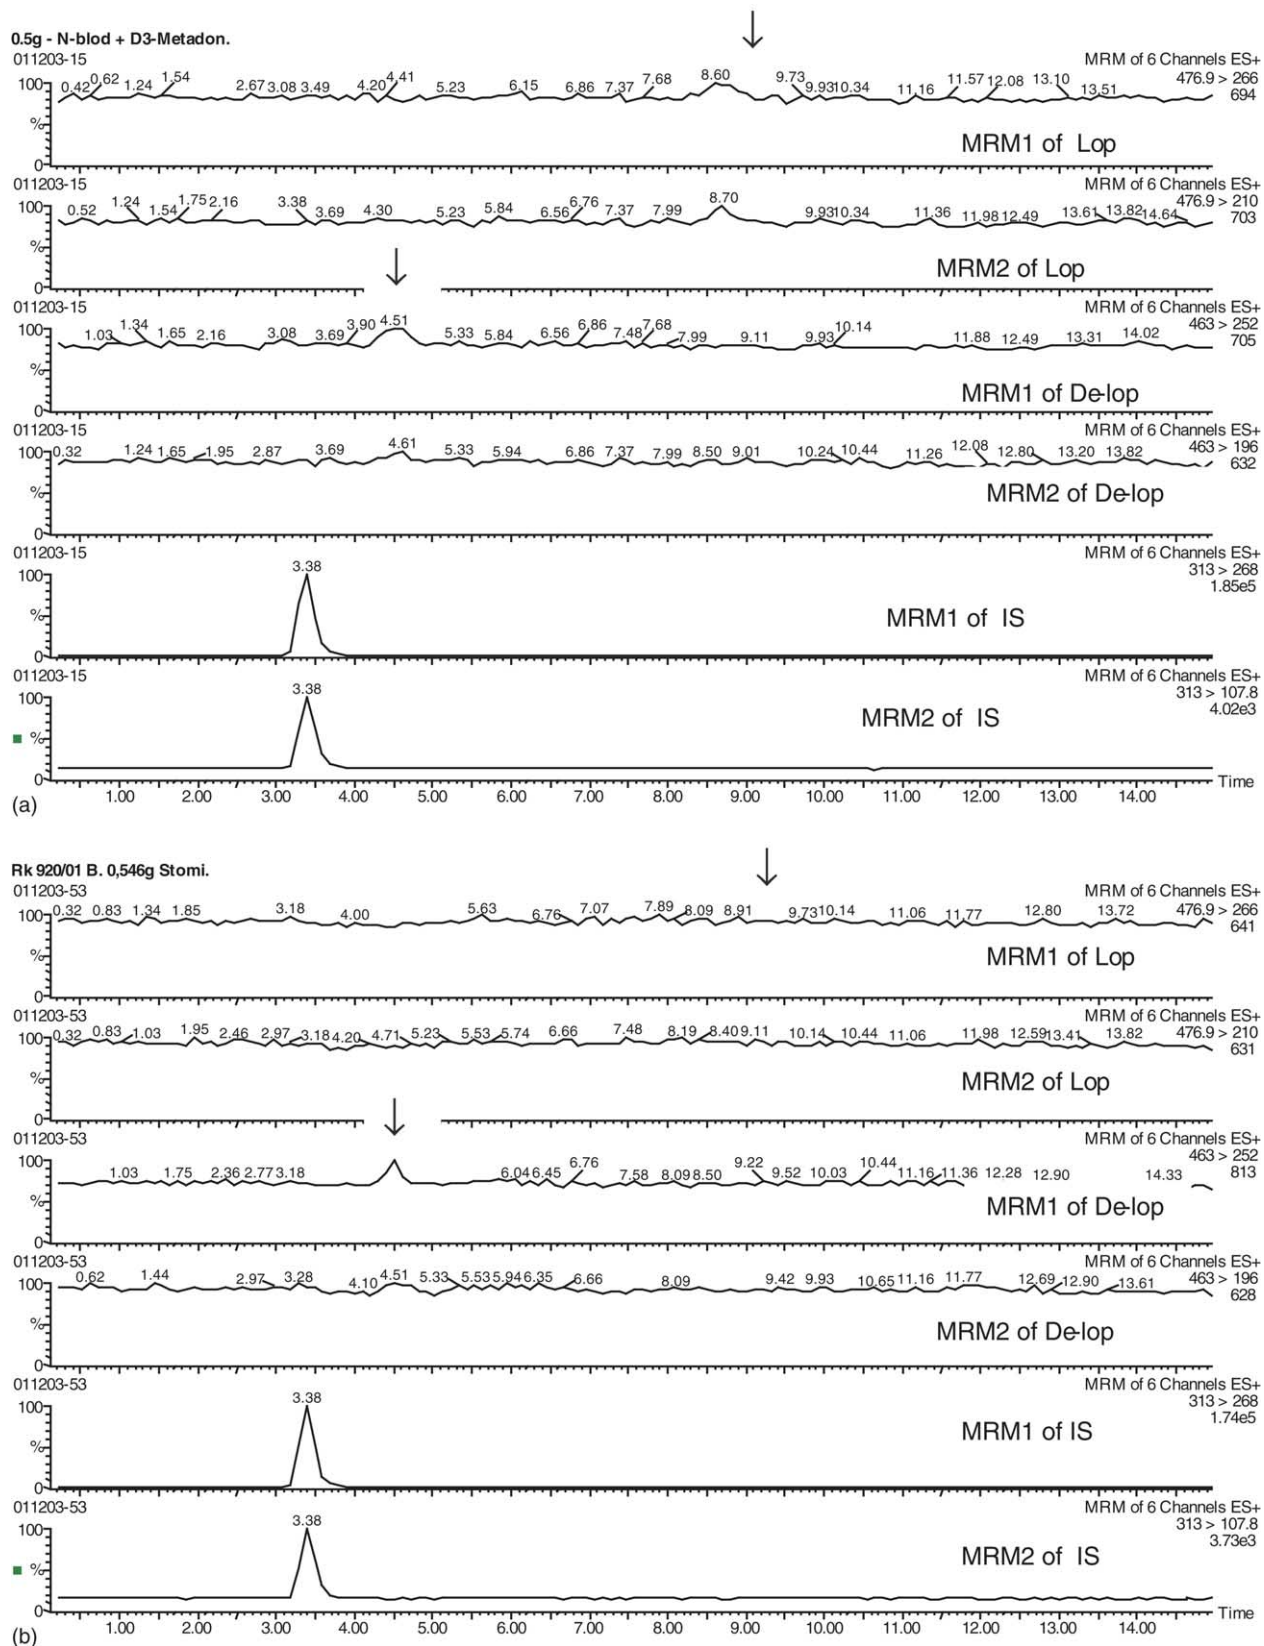 0.5g - N-blod + D3-Metadon.
011203-15
MRM of 6 Channels ES+
476.9 > 266
694
100
%
0
0.42 0.62 1.24 1.54 2.67 3.08 3.49 4.20 4.41 5.23 6.15 6.86 7.37 7.68 8.60 9.73 9.93 10.34 11.16 11.57 12.08 13.10 13.51
MRM1 of Lop
011203-15
MRM of 6 Channels ES+
476.9 > 210
703
100
%
0
0.52 1.24 1.54 1.75 2.16 3.38 3.69 4.30 5.23 5.84 6.56 6.76 7.37 7.99 8.70 9.93 10.34 11.36 11.98 12.49 13.61 13.82 14.64
MRM2 of Lop
011203-15
MRM of 6 Channels ES+
463 > 252
705
100
%
0
1.03 1.34 1.65 2.16 3.08 3.69 3.90 4.51 5.33 5.84 6.56 6.86 7.48 7.68 7.99 9.11 9.93 10.14 11.88 12.49 13.31 14.02
MRM1 of De-lop
011203-15
MRM of 6 Channels ES+
463 > 196
632
100
%
0
0.32 1.24 1.65 1.95 2.87 3.69 4.61 5.33 5.94 6.86 7.37 7.99 8.50 9.01 10.24 10.44 11.26 12.08 12.80 13.20 13.82
MRM2 of De-lop
011203-15
MRM of 6 Channels ES+
313 > 268
1.85e5
100
%
0
3.38
MRM1 of IS
011203-15
MRM of 6 Channels ES+
313 > 107.8
4.02e3
100
%
0
3.38
MRM2 of IS
Time
1.00 2.00 3.00 4.00 5.00 6.00 7.00 8.00 9.00 10.00 11.00 12.00 13.00 14.00
(a)
Rk 920/01 B. 0,546g Stomi.
011203-53
MRM of 6 Channels ES+
476.9 > 266
641
100
%
0
0.32 0.83 1.34 1.85 3.18 4.00 5.63 6.76 7.07 7.89 8.09 8.91 9.73 10.14 11.06 11.77 12.80 13.72
MRM1 of Lop
011203-53
MRM of 6 Channels ES+
476.9 > 210
631
100
%
0
0.32 0.83 1.03 1.95 2.46 2.97 3.18 4.20 4.71 5.23 5.53 5.74 6.66 7.48 8.19 8.40 9.11 10.14 10.44 11.06 11.98 12.59 13.41 13.82
MRM2 of Lop
011203-53
MRM of 6 Channels ES+
463 > 252
813
100
%
0
1.03 1.75 2.36 2.77 3.18 6.04 6.45 6.76 7.58 8.09 8.50 9.22 9.52 10.03 10.44 11.16 11.36 12.28 12.90 14.33
MRM1 of De-lop
011203-53
MRM of 6 Channels ES+
463 > 196
628
100
%
0
0.62 1.44 2.97 3.28 4.10 4.51 5.33 5.53 5.94 6.35 6.66 8.09 9.42 9.93 10.65 11.16 11.77 12.69 12.90 13.61
MRM2 of De-lop
011203-53
MRM of 6 Channels ES+
313 > 268
1.74e5
100
%
0
3.38
MRM1 of IS
011203-53
MRM of 6 Channels ES+
313 > 107.8
3.73e3
100
%
0
3.38
MRM2 of IS
Time
1.00 2.00 3.00 4.00 5.00 6.00 7.00 8.00 9.00 10.00 11.00 12.00 13.00 14.00
(b)